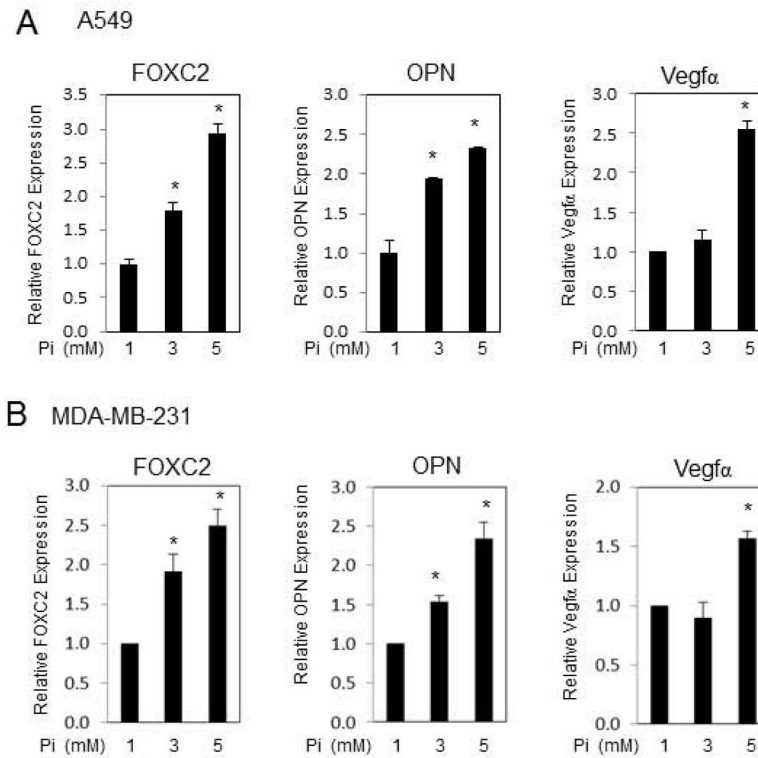 A A549
FOXC2
Relative FOXC2 Expression
3.5
3.0
2.5
2.0
1.5
1.0
0.5
0.0
*
*
Pi (mM) 1 3 5
OPN
Relative OPN Expression
3.0
2.5
2.0
1.5
1.0
0.5
0.0
*
*
Pi (mM) 1 3 5
Vegfα
Relative Vegfα Expression
3.0
2.5
2.0
1.5
1.0
0.5
0.0
*
Pi (mM) 1 3 5
B MDA-MB-231
FOXC2
Relative FOXC2 Expression
3.0
2.5
2.0
1.5
1.0
0.5
0.0
*
*
Pi (mM) 1 3 5
OPN
Relative OPN Expression
3.0
2.5
2.0
1.5
1.0
0.5
0.0
*
*
Pi (mM) 1 3 5
Vegfα
Relative Vegfα Expression
2.0
1.5
1.0
0.5
0.0
*
Pi (mM) 1 3 5